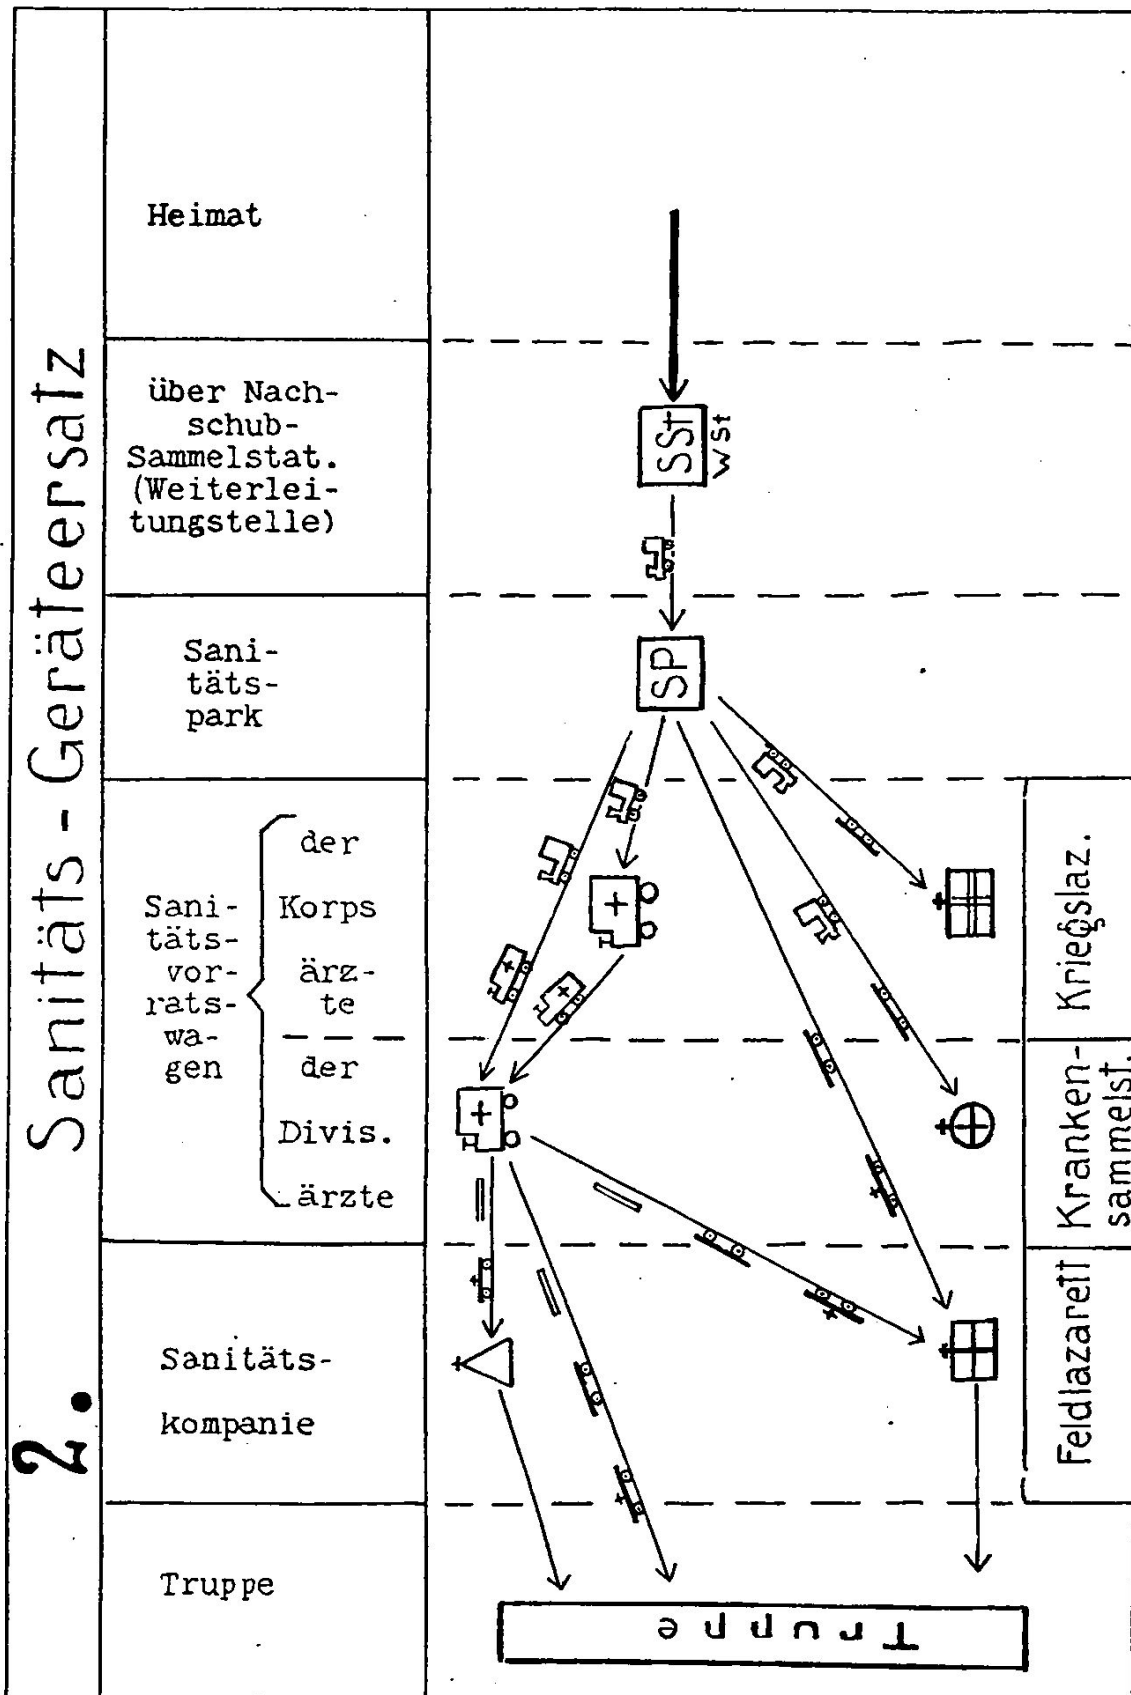 2. Sanitäts-Geräteersatz
Heimat
über Nach-
schub-
Sammelstat.
(Weiterlei-
tungstelle)
SSt
WSt
Sani-
täts-
park
SP
Sani-
täts-
vor-
rats-
wa-
gen
der
Korps
ärz-
te
der
Divis.
ärzte
Kriegslaz.
Kranken-
sammelst.
Sanitäts-
kompanie
Feldlazarett
Truppe
Truppe